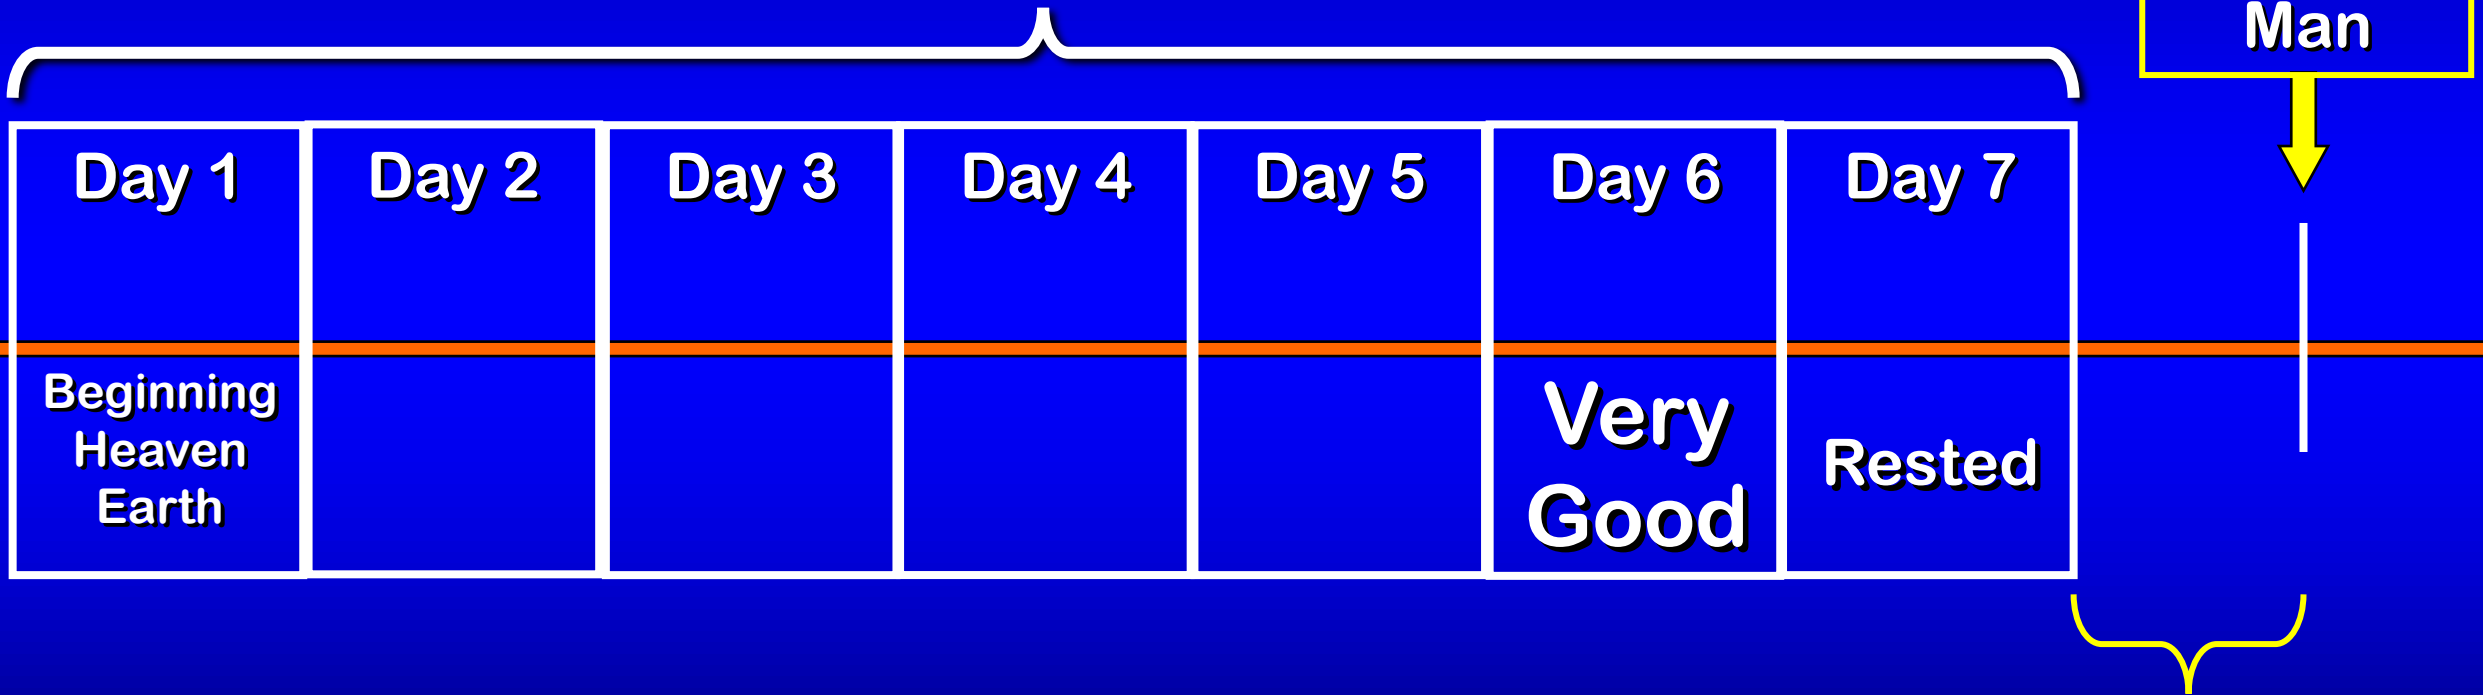 Man
Day 1
Day 2
Day 3
Day 4
Day 5
Day 6
Day 7
Beginning
Heaven
Earth
Very
Good
Rested